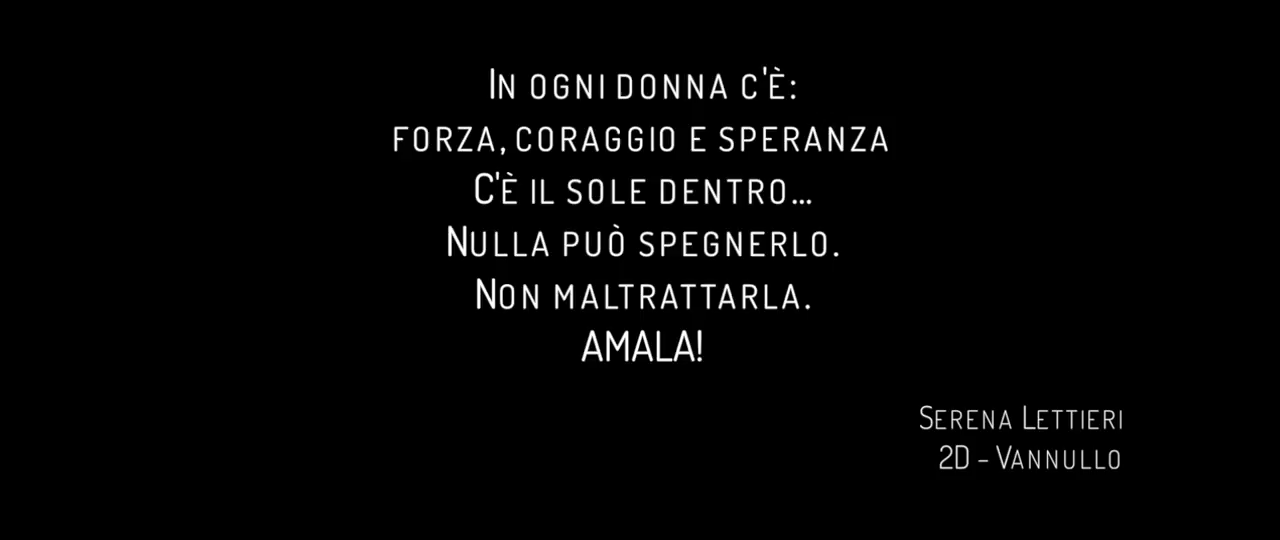 In ogni donna c'è:
forza, coraggio e speranza
C'è il sole dentro...
Nulla può spegnerlo.
Non maltrattarla.
AMALA!
Serena Lettieri
2D - Vannullo